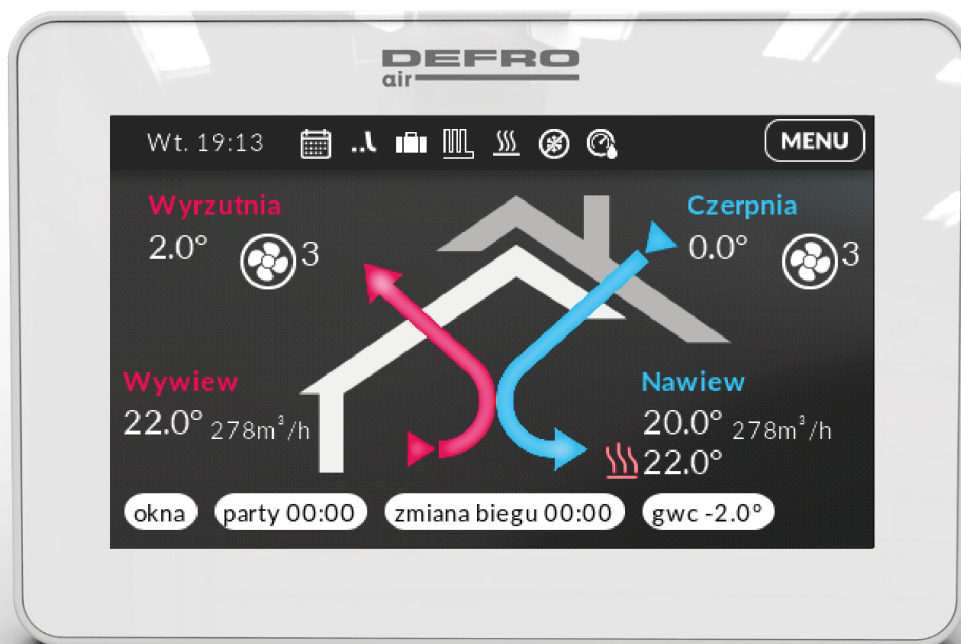 DEFRO
air
Wt. 19:13 MENU
Wyrzutnia Czerpnia
2.0° 3 0.0° 3
Wywiew Nawiew
22.0° 278m³/h 20.0° 278m³/h
22.0°
okna party 00:00 zmiana biegu 00:00 gwc -2.0°